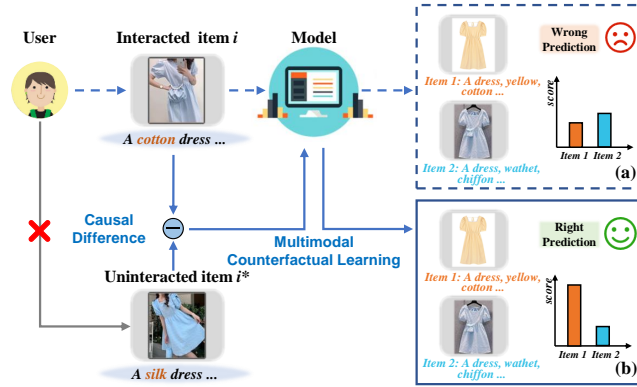 User
Interacted item i
Model
A cotton dress ...
Causal
Difference
Multimodal
Counterfactual Learning
Uninteracted item i*
A silk dress ...
Item 1: A dress, yellow,
cotton ...
Item 2: A dress, wathet,
chiffon ...
Wrong
Prediction
score
Item 1 Item 2
(a)
Item 1: A dress, yellow,
cotton ...
Item 2: A dress, wathet,
chiffon ...
Right
Prediction
score
Item 1 Item 2
(b)